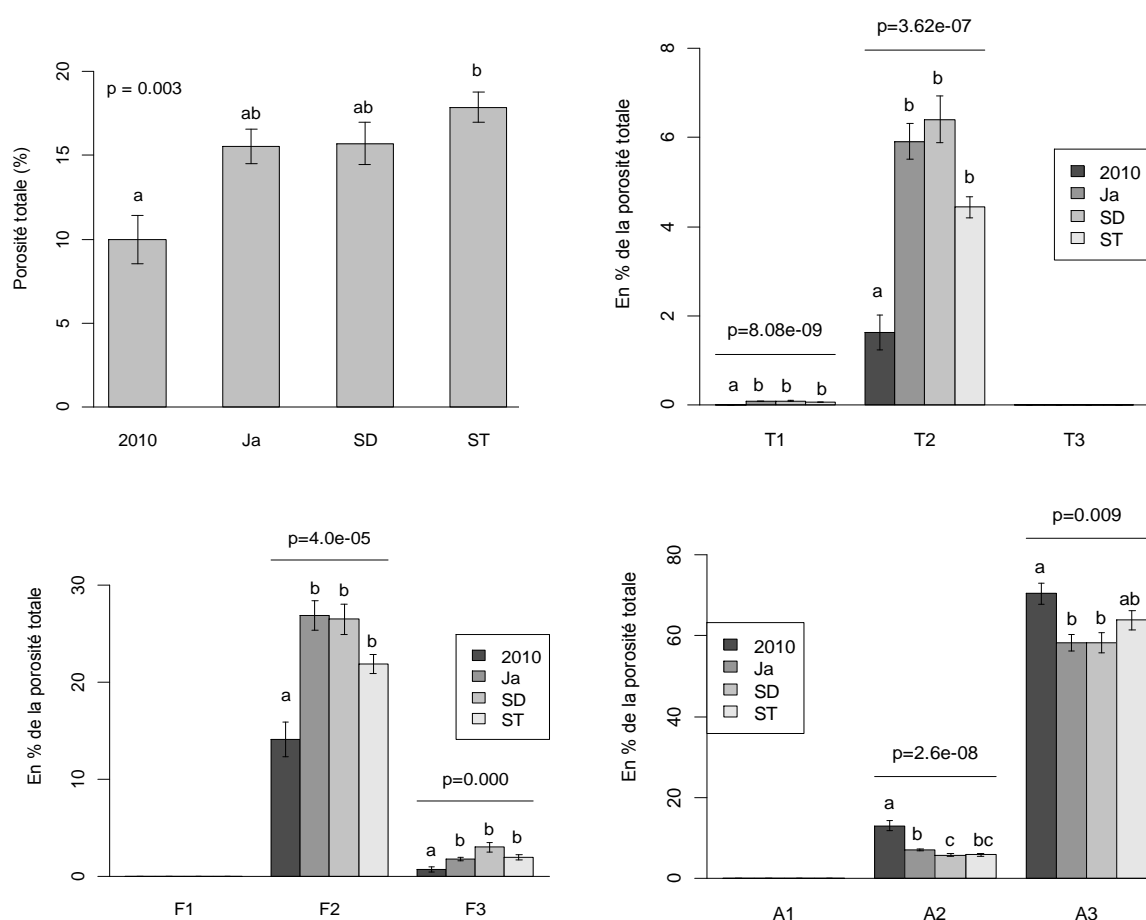 Porosité totale (%)
20
15
10
5
0
p = 0.003
a
ab
ab
b
2010
Ja
SD
ST
En % de la porosité totale
8
6
4
2
0
p=3.62e-07
b
b
b
a
p=8.08e-09
a b b b
T1
T2
T3
2010
Ja
SD
ST
En % de la porosité totale
30
20
10
0
p=4.0e-05
b b
b
a
p=0.000
a b b b
F1
F2
F3
2010
Ja
SD
ST
En % de la porosité totale
80
60
40
20
0
p=0.009
a
b b
ab
p=2.6e-08
a
b c bc
A1
A2
A3
2010
Ja
SD
ST